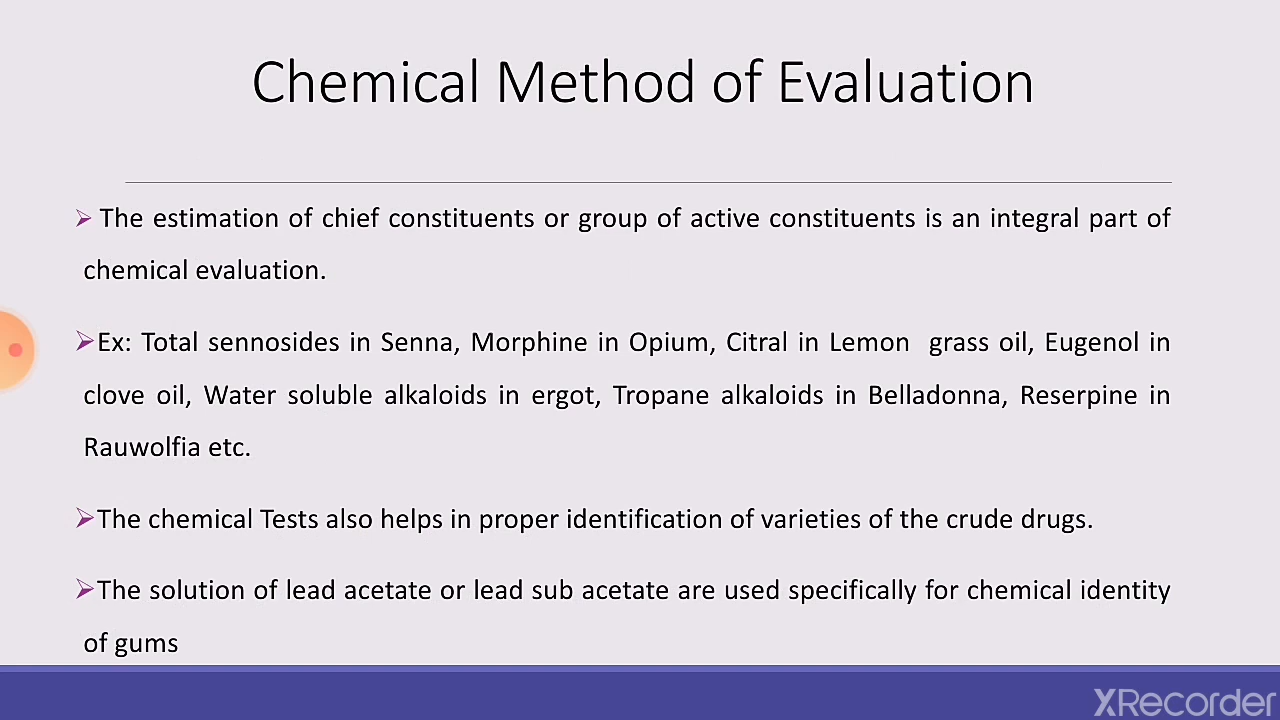 Chemical Method of Evaluation
The estimation of chief constituents or group of active constituents is an integral part of
chemical evaluation.
Ex: Total sennosides in Senna, Morphine in Opium, Citral in Lemon grass oil, Eugenol in
clove oil, Water soluble alkaloids in ergot, Tropane alkaloids in Belladonna, Reserpine in
Rauwolfia etc.
The chemical Tests also helps in proper identification of varieties of the crude drugs.
The solution of lead acetate or lead sub acetate are used specifically for chemical identity
of gums
XRecorder